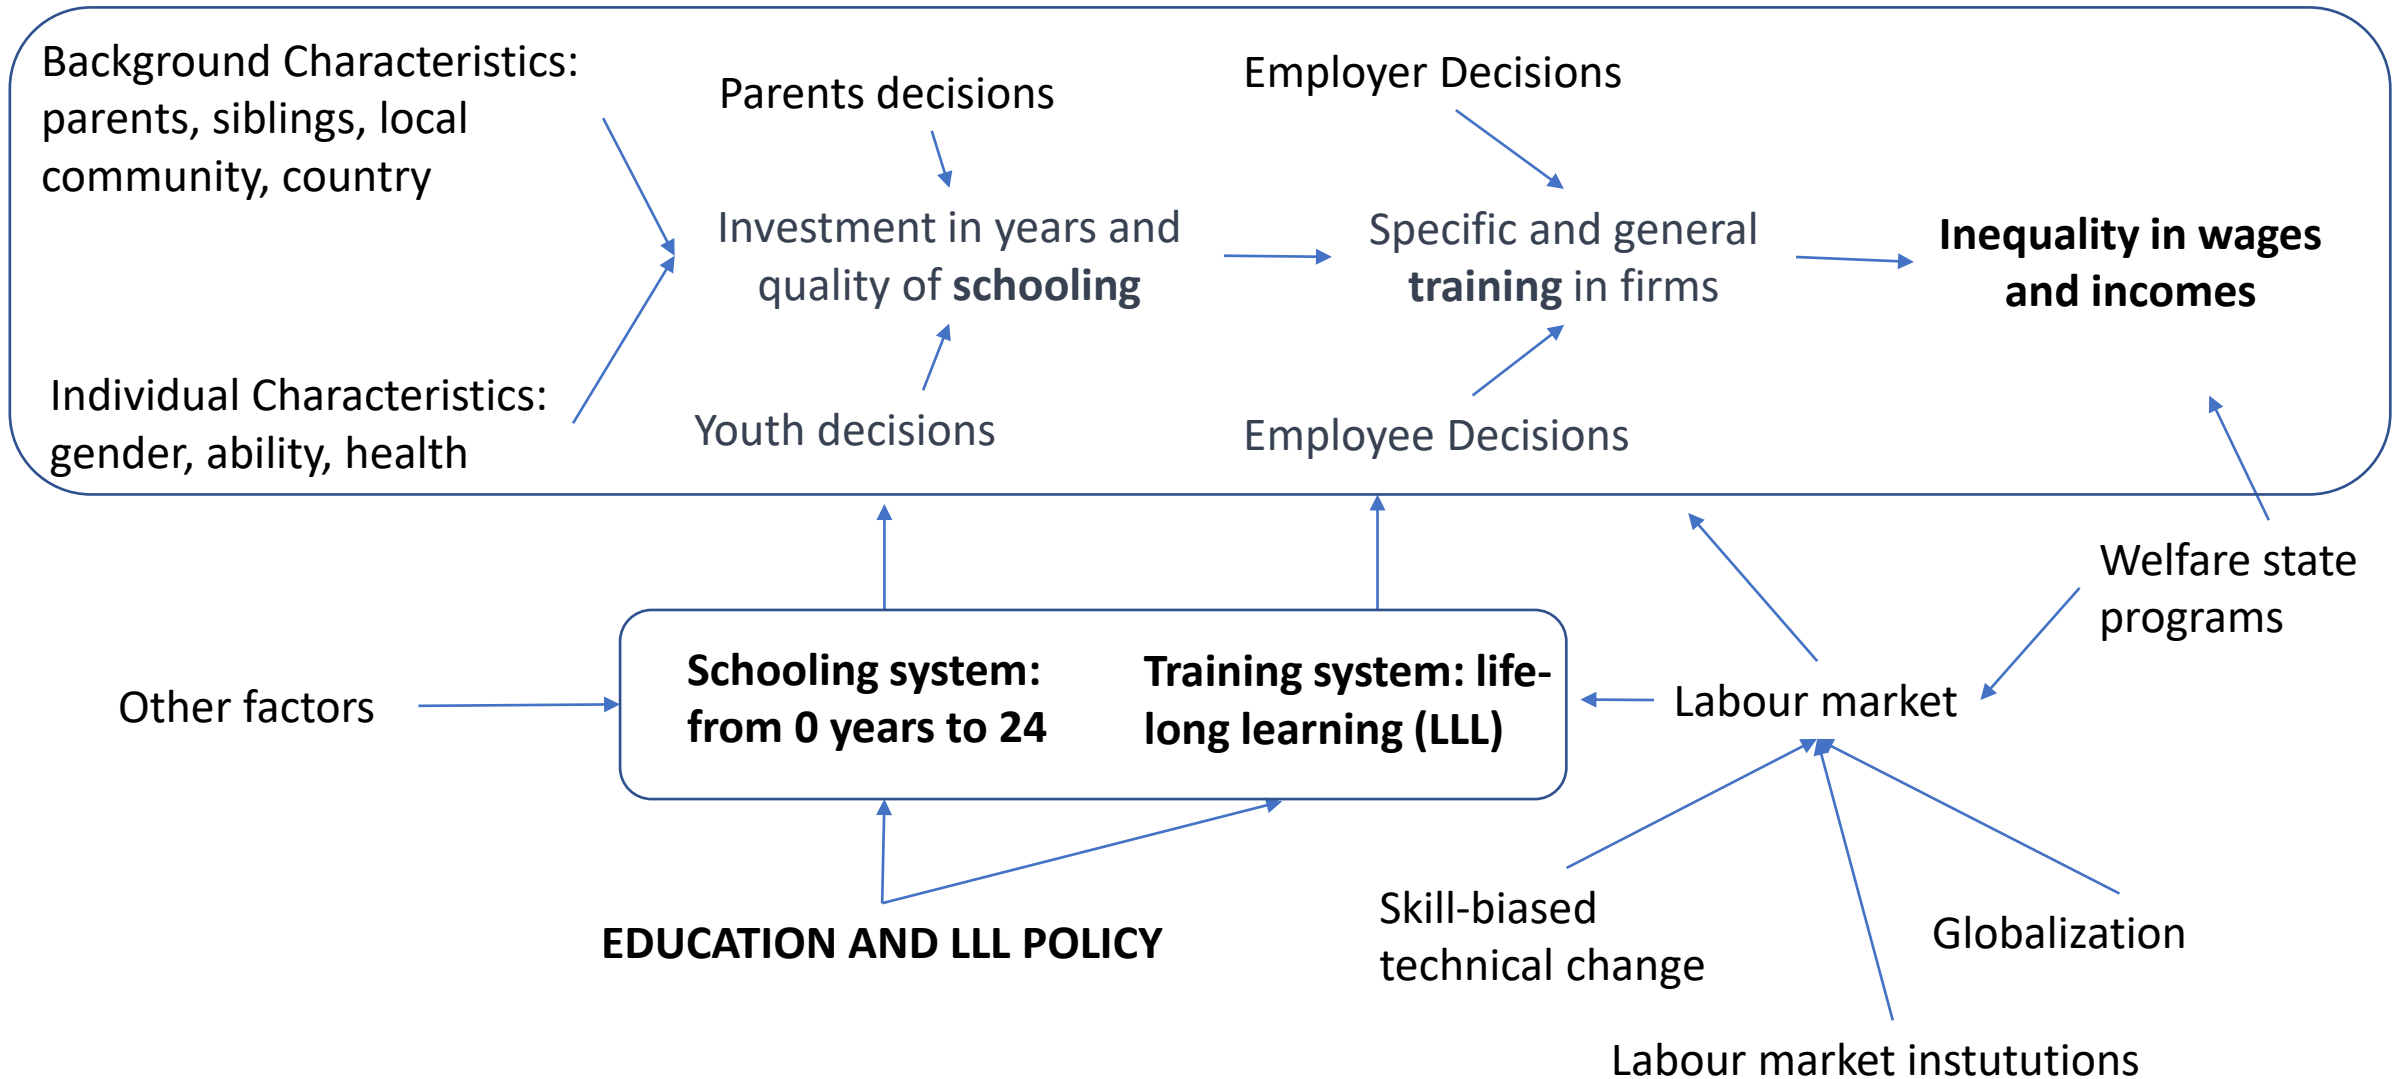 Background Characteristics:
parents, siblings, local
community, country
Parents decisions
Employer Decisions
Investment in years and
quality of schooling
Specific and general
training in firms
Inequality in wages
and incomes
Individual Characteristics:
gender, ability, health
Youth decisions
Employee Decisions
Welfare state
programs
Other factors
Schooling system:
from 0 years to 24
Training system: life-
long learning (LLL)
Labour market
EDUCATION AND LLL POLICY
Skill-biased
technical change
Globalization
Labour market instututions